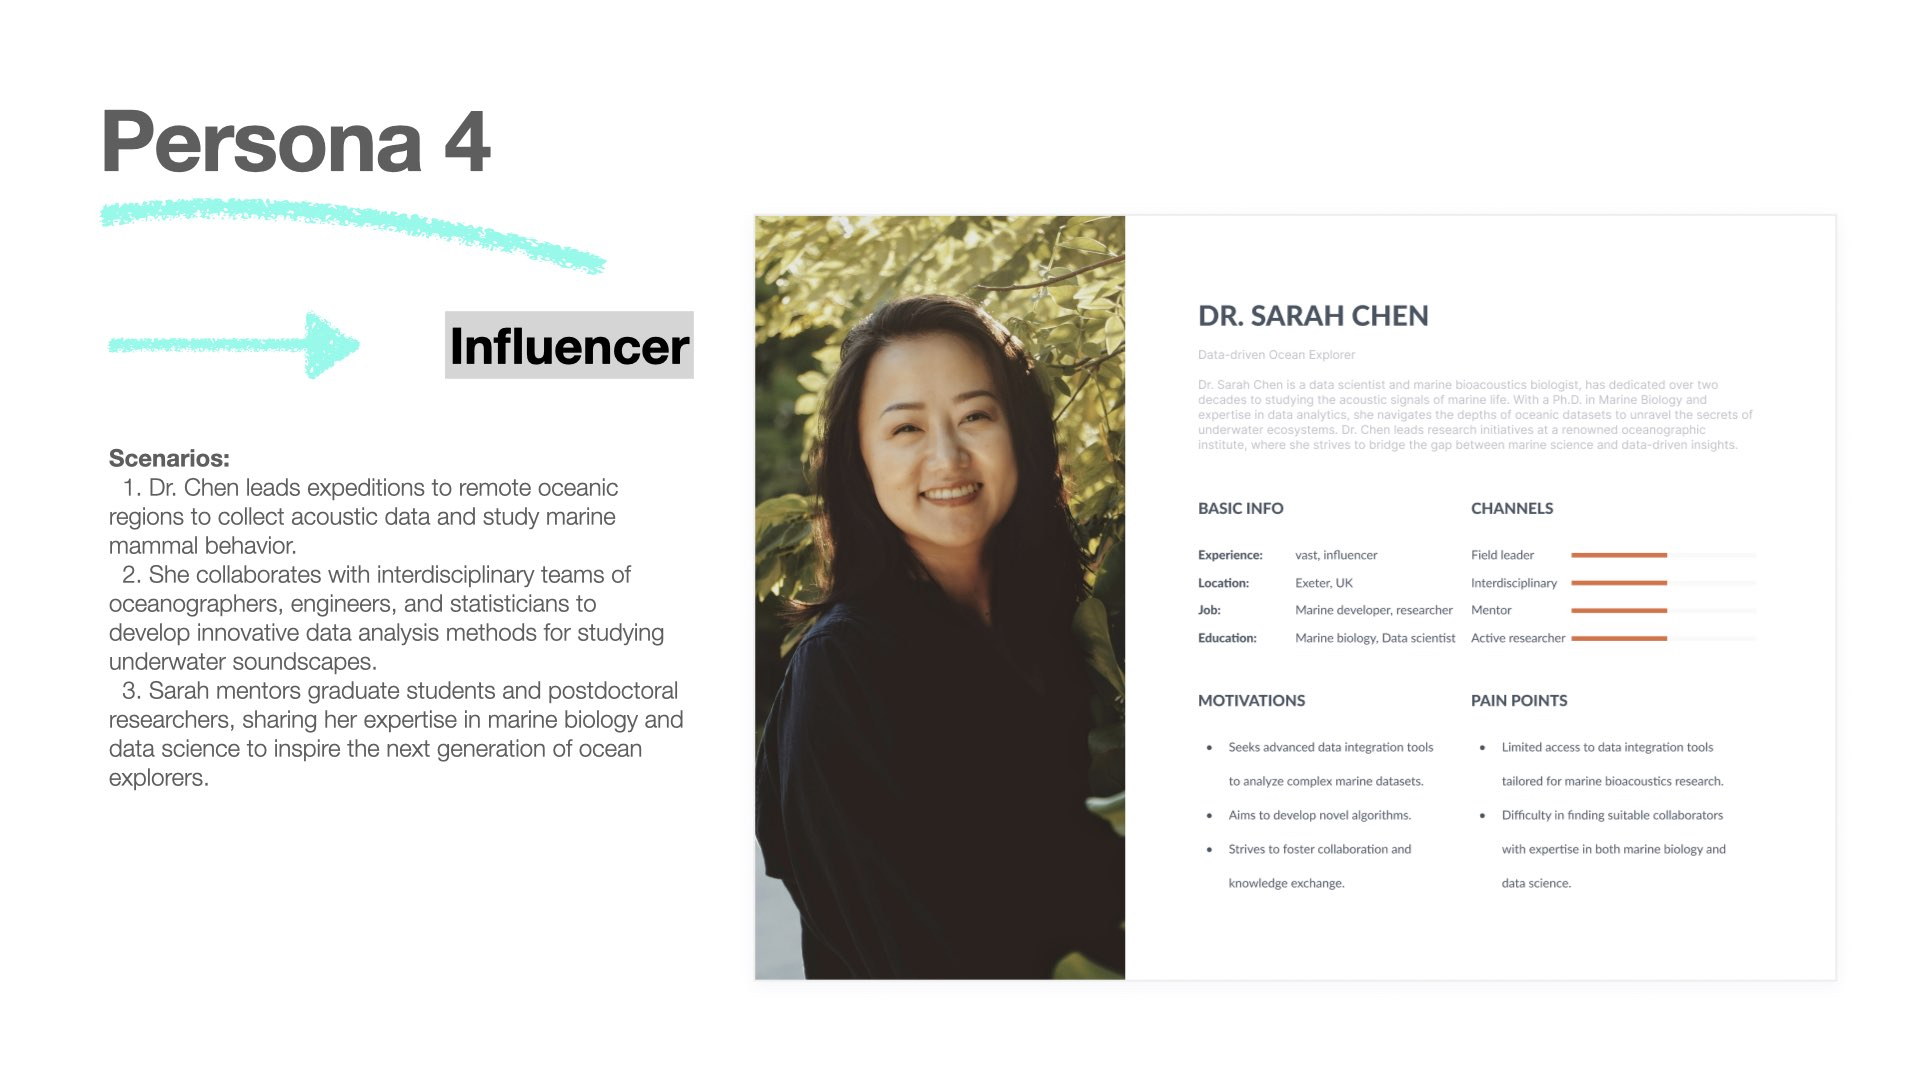 Persona 4
Influencer
Scenarios:
1. Dr. Chen leads expeditions to remote oceanic
regions to collect acoustic data and study marine
mammal behavior.
2. She collaborates with interdisciplinary teams of
oceanographers, engineers, and statisticians to
develop innovative data analysis methods for studying
underwater soundscapes.
3. Sarah mentors graduate students and postdoctoral
researchers, sharing her expertise in marine biology and
data science to inspire the next generation of ocean
explorers.
DR. SARAH CHEN
Data-driven Ocean Explorer
Dr. Sarah Chen is a data scientist and marine bioacoustics biologist, has dedicated over two
decades to studying the acoustic signals of marine life. With a Ph.D. in Marine Biology and
expertise in data analytics, she navigates the depths of oceanic datasets to unravel the secrets of
underwater ecosystems. Dr. Chen leads research initiatives at a renowned oceanographic
institute, where she strives to bridge the gap between marine science and data-driven insights.
BASIC INFO
Experience: vast, influencer
Location: Exeter, UK
Job: Marine developer, researcher
Education: Marine biology, Data scientist
CHANNELS
Field leader
Interdisciplinary
Mentor
Active researcher
MOTIVATIONS
• Seeks advanced data integration tools
to analyze complex marine datasets.
• Aims to develop novel algorithms.
• Strives to foster collaboration and
knowledge exchange.
PAIN POINTS
• Limited access to data integration tools
tailored for marine bioacoustics research.
• Difficulty in finding suitable collaborators
with expertise in both marine biology and
data science.